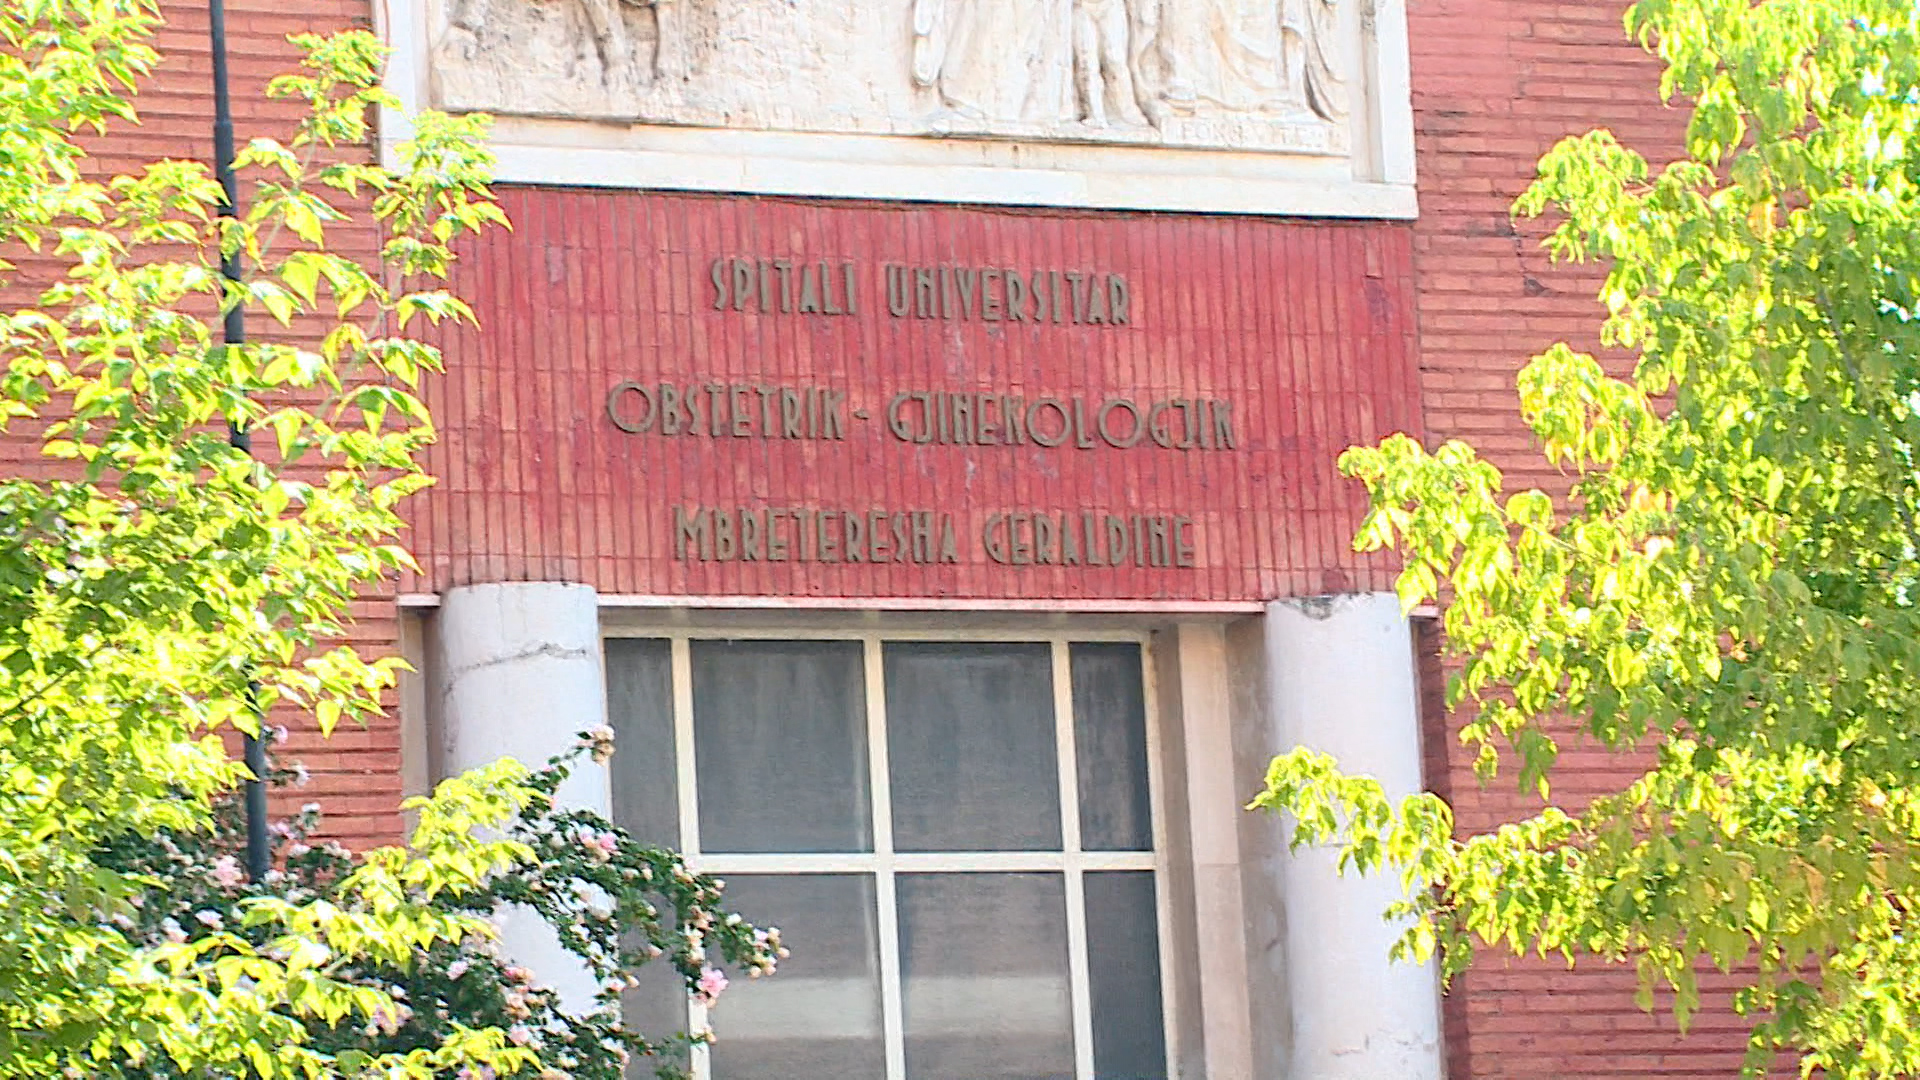 SPITALI UNIVERSITAR
OBSTETRIK - GJINEKOLOGJIK
MBRETERESHA GERALDINE